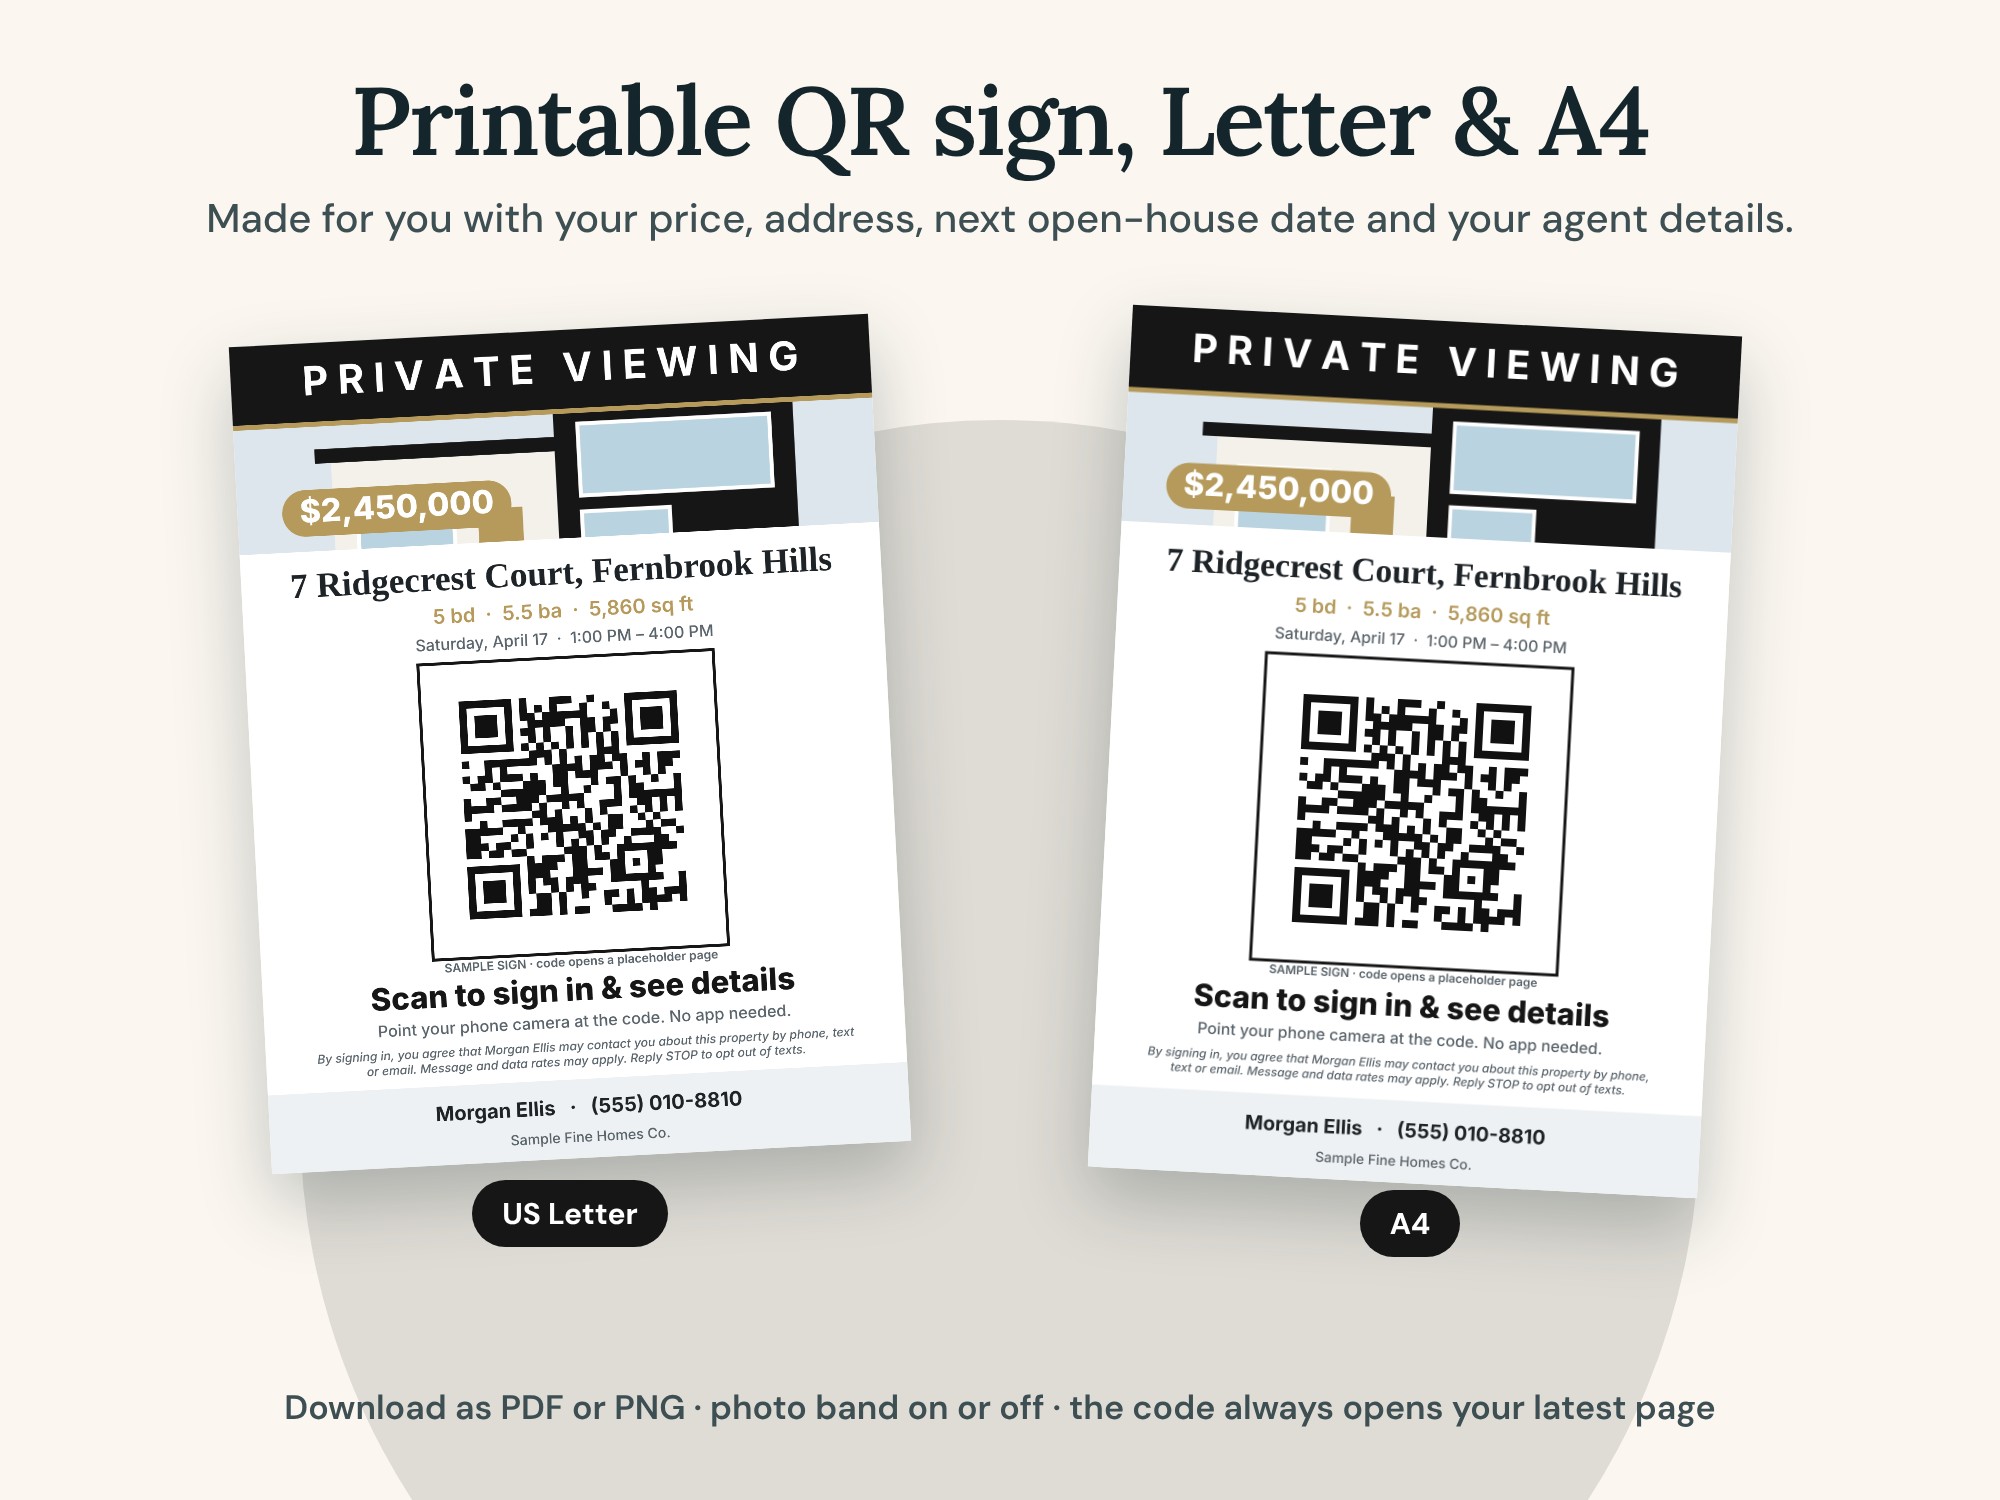 Printable QR sign, Letter & A4
Made for you with your price, address, next open-house date and your agent details.
PRIVATE VIEWING
$2,450,000
7 Ridgecrest Court, Fernbrook Hills
5 bd · 5.5 ba · 5,860 sq ft
Saturday, April 17 · 1:00 PM – 4:00 PM
SAMPLE SIGN · code opens a placeholder page
Scan to sign in & see details
Point your phone camera at the code. No app needed.
By signing in, you agree that Morgan Ellis may contact you about this property by phone, text
or email. Message and data rates may apply. Reply STOP to opt out of texts.
Morgan Ellis · (555) 010-8810
Sample Fine Homes Co.
US Letter
PRIVATE VIEWING
$2,450,000
7 Ridgecrest Court, Fernbrook Hills
5 bd · 5.5 ba · 5,860 sq ft
Saturday, April 17 · 1:00 PM – 4:00 PM
SAMPLE SIGN · code opens a placeholder page
Scan to sign in & see details
Point your phone camera at the code. No app needed.
By signing in, you agree that Morgan Ellis may contact you about this property by phone,
text or email. Message and data rates may apply. Reply STOP to opt out of texts.
Morgan Ellis · (555) 010-8810
Sample Fine Homes Co.
A4
Download as PDF or PNG · photo band on or off · the code always opens your latest page